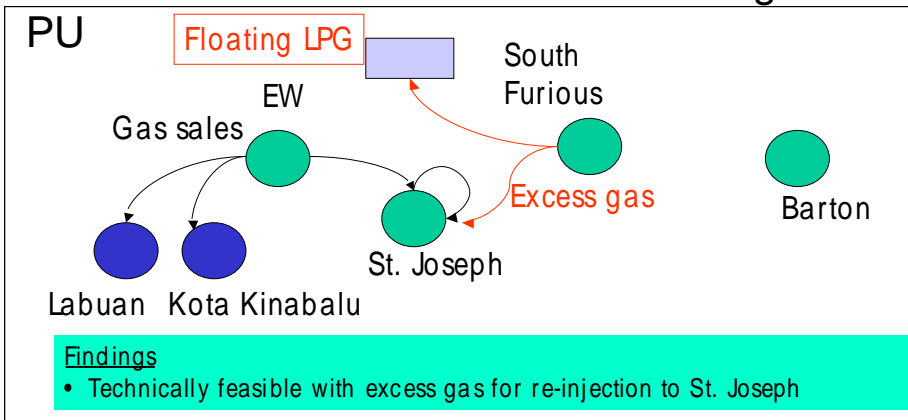 PU
Floating LPG
South
Furious
EW
Gas sales
Excess gas
Barton
St. Joseph
Labuan
Kota Kinabalu
Findings
• Technically feasible with excess gas for re-injection to St. Joseph